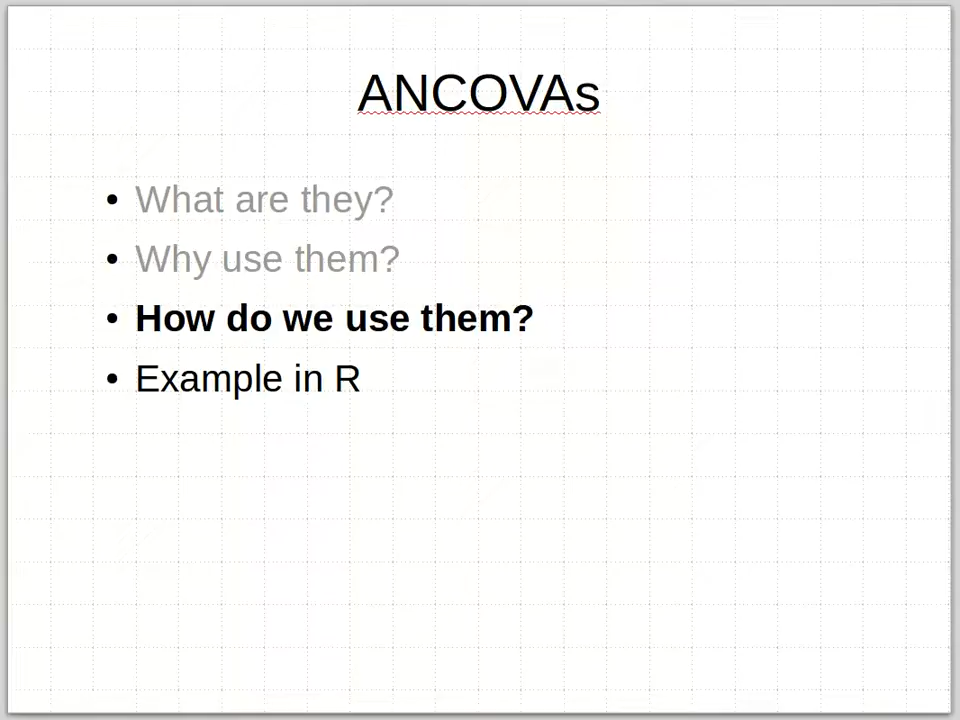 ANCOVAs
• What are they?
• Why use them?
• How do we use them?
• Example in R